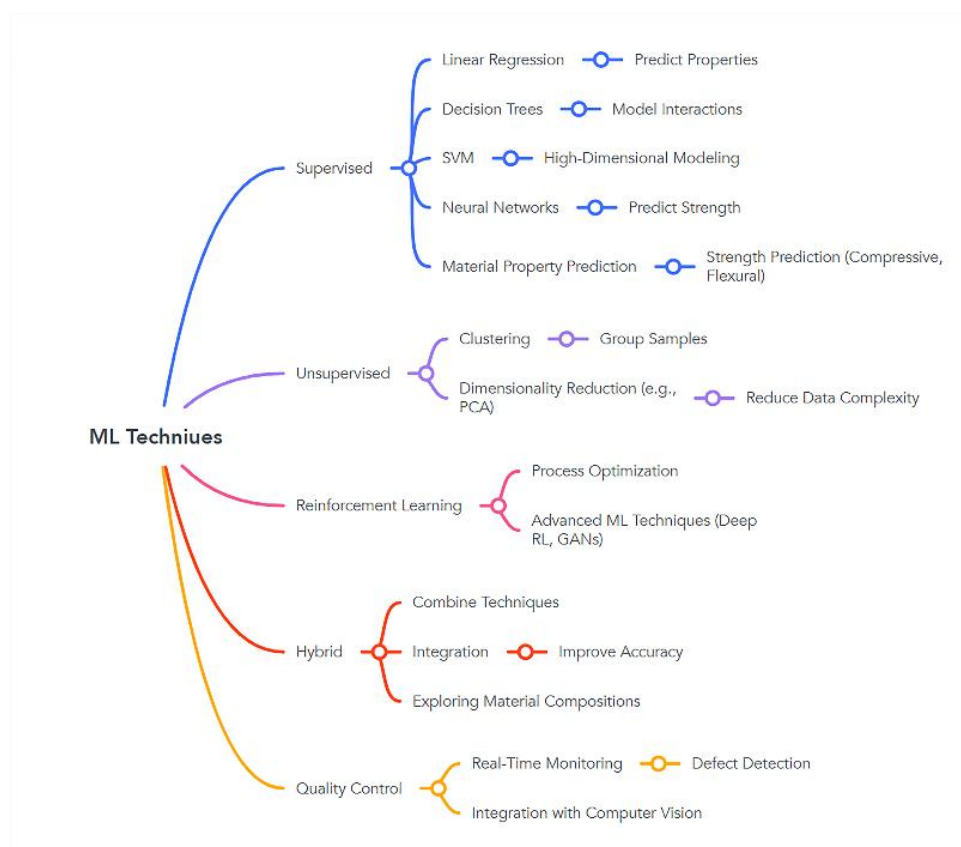 Linear Regression
Predict Properties
Decision Trees
Model Interactions
SVM
High-Dimensional Modeling
Supervised
Neural Networks
Predict Strength
Material Property Prediction
Strength Prediction (Compressive,
Flexural)
Clustering
Group Samples
Unsupervised
Dimensionality Reduction (e.g.,
PCA)
Reduce Data Complexity
ML Techniues
Process Optimization
Reinforcement Learning
Advanced ML Techniques (Deep
RL, GANs)
Combine Techniques
Hybrid
Integration
Improve Accuracy
Exploring Material Compositions
Real-Time Monitoring
Defect Detection
Quality Control
Integration with Computer Vision